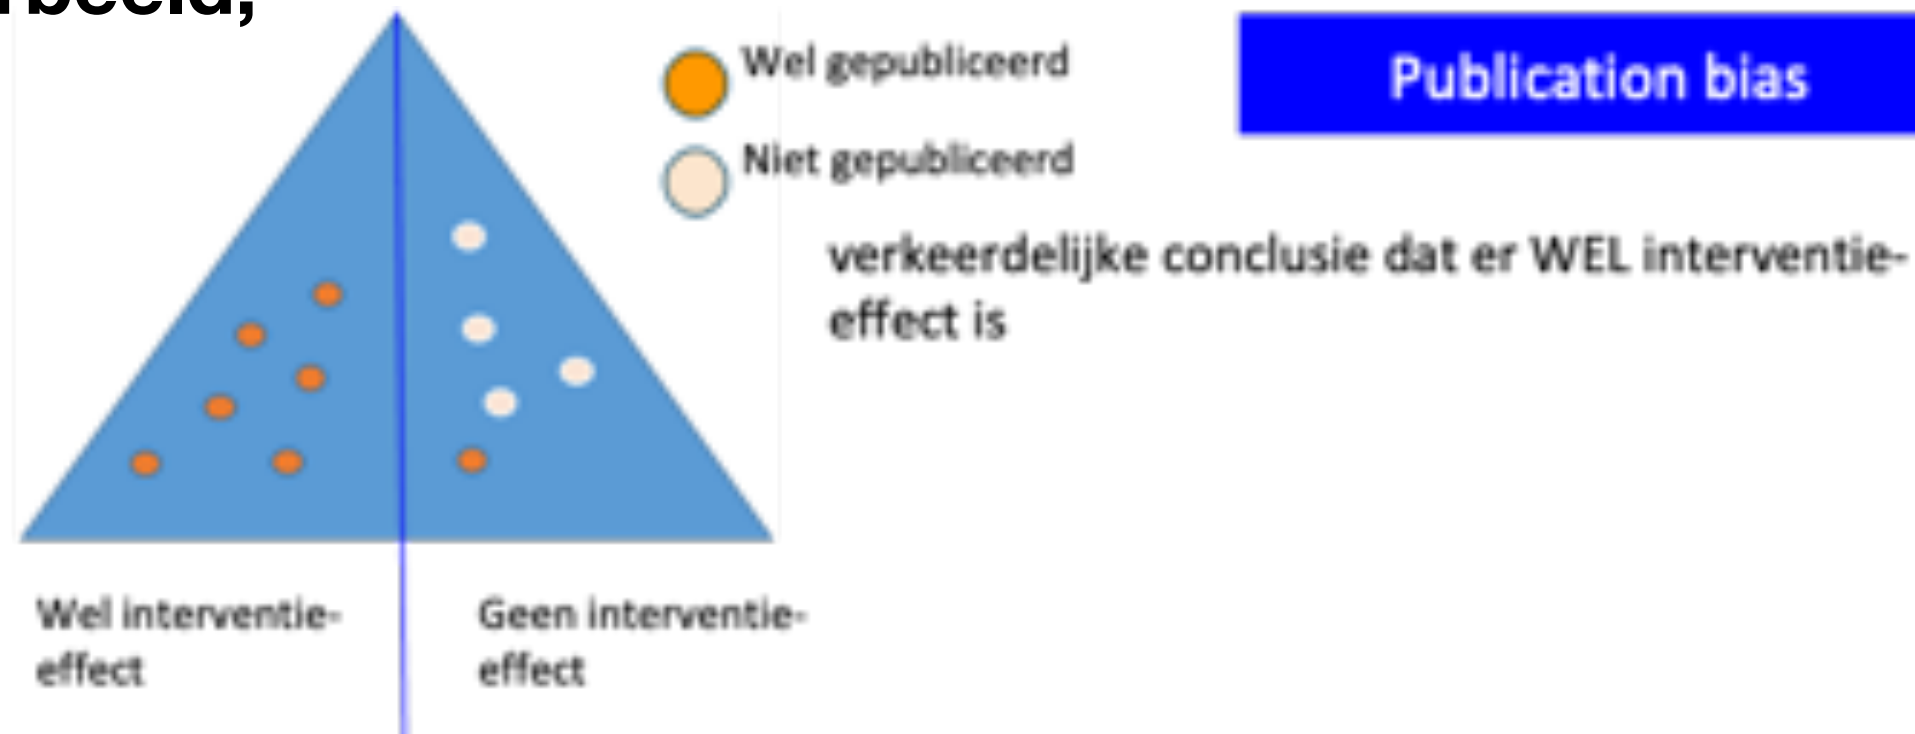 rbeeld,
Wel gepubliceerd
Publication bias
Niet gepubliceerd
verkeerdelijke conclusie dat er WEL interventie-
effect is
Wel interventie-
effect
Geen interventie-
effect